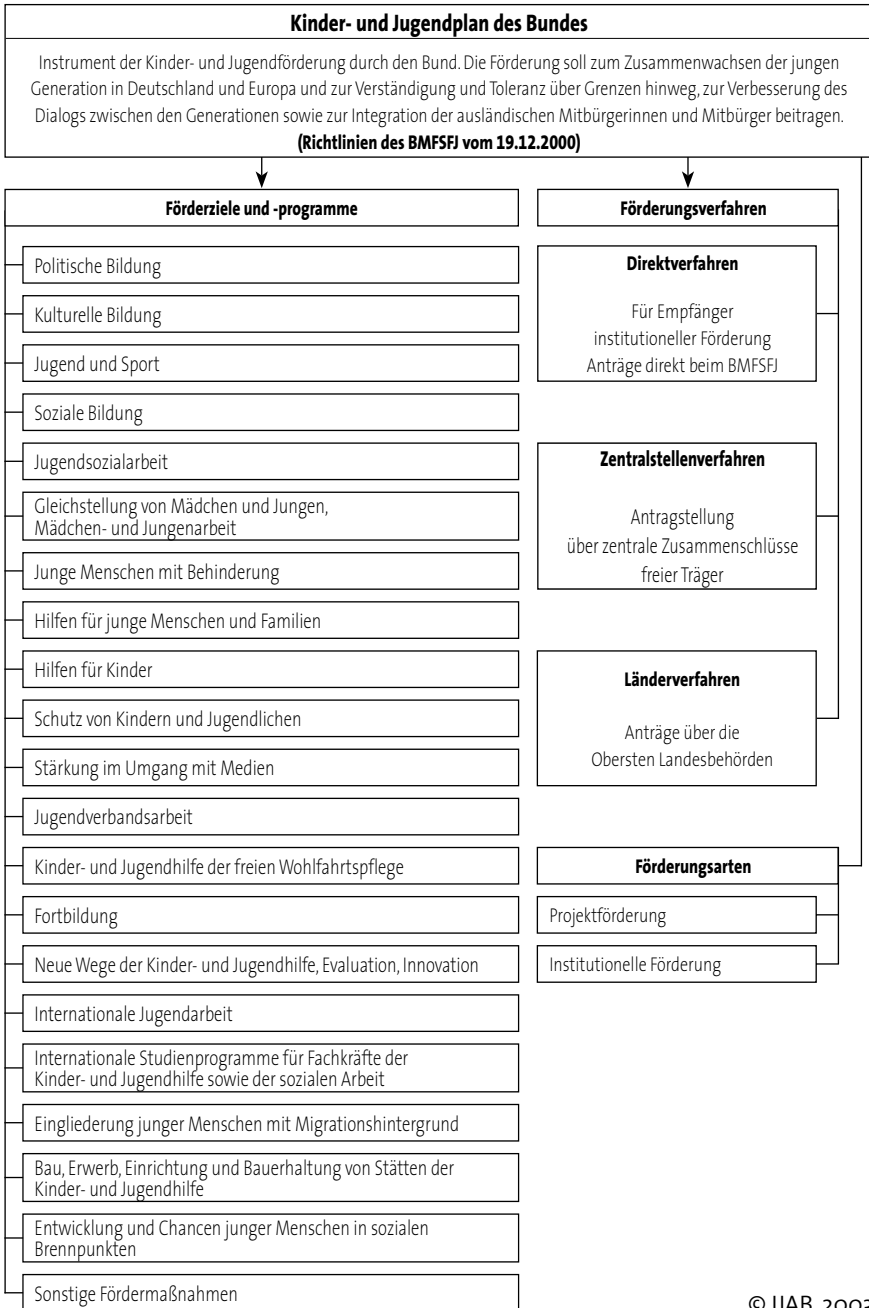 Kinder- und Jugendplan des Bundes
Instrument der Kinder- und Jugendförderung durch den Bund. Die Förderung soll zum Zusammenwachsen der jungen
Generation in Deutschland und Europa und zur Verständigung und Toleranz über Grenzen hinweg, zur Verbesserung des
Dialogs zwischen den Generationen sowie zur Integration der ausländischen Mitbürgerinnen und Mitbürger beitragen.
(Richtlinien des BMFSFJ vom 19.12.2000)
Förderziele und -programme
Politische Bildung
Kulturelle Bildung
Jugend und Sport
Soziale Bildung
Jugendsozialarbeit
Gleichstellung von Mädchen und Jungen,
Mädchen- und Jungenarbeit
Junge Menschen mit Behinderung
Hilfen für junge Menschen und Familien
Hilfen für Kinder
Schutz von Kindern und Jugendlichen
Stärkung im Umgang mit Medien
Jugendverbandsarbeit
Kinder- und Jugendhilfe der freien Wohlfahrtspflege
Fortbildung
Neue Wege der Kinder- und Jugendhilfe, Evaluation, Innovation
Internationale Jugendarbeit
Internationale Studienprogramme für Fachkräfte der
Kinder- und Jugendhilfe sowie der sozialen Arbeit
Eingliederung junger Menschen mit Migrationshintergrund
Bau, Erwerb, Einrichtung und Bauerhaltung von Stätten der
Kinder- und Jugendhilfe
Entwicklung und Chancen junger Menschen in sozialen
Brennpunkten
Sonstige Fördermaßnahmen
Förderungsverfahren
Direktverfahren
Für Empfänger
institutioneller Förderung
Anträge direkt beim BMFSFJ
Zentralstellenverfahren
Antragstellung
über zentrale Zusammenschlüsse
freier Träger
Länderverfahren
Anträge über die
Obersten Landesbehörden
Förderungsarten
Projektförderung
Institutionelle Förderung
©